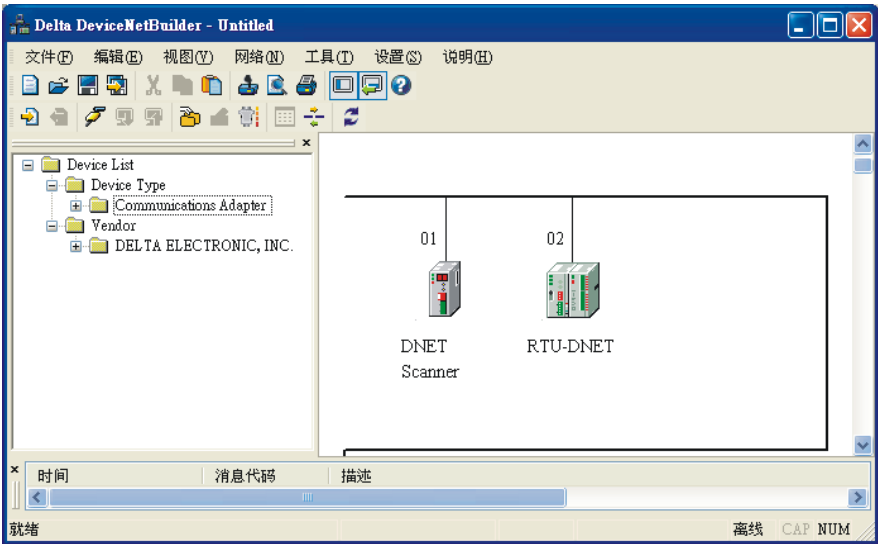 Delta DeviceNetBuilder - Untitled
文件(F) 编辑(E) 视图(V) 网络(N) 工具(T) 设置(S) 说明(H)
Device List
Device Type
Communications Adapter
Vendor
DELTA ELECTRONIC, INC.
01 02
DNET RTU-DNET
Scanner
时间 消息代码 描述
就绪 离线 CAP NUM